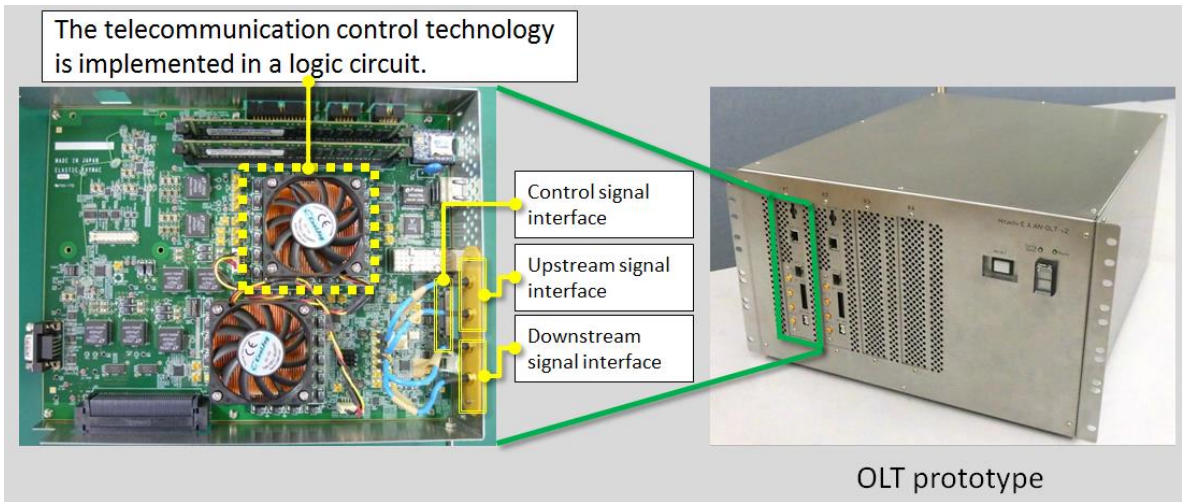 The telecommunication control technology
is implemented in a logic circuit.
MADE IN JAPAN
Control signal
interface
Upstream signal
interface
Downstream
signal interface
OLT prototype